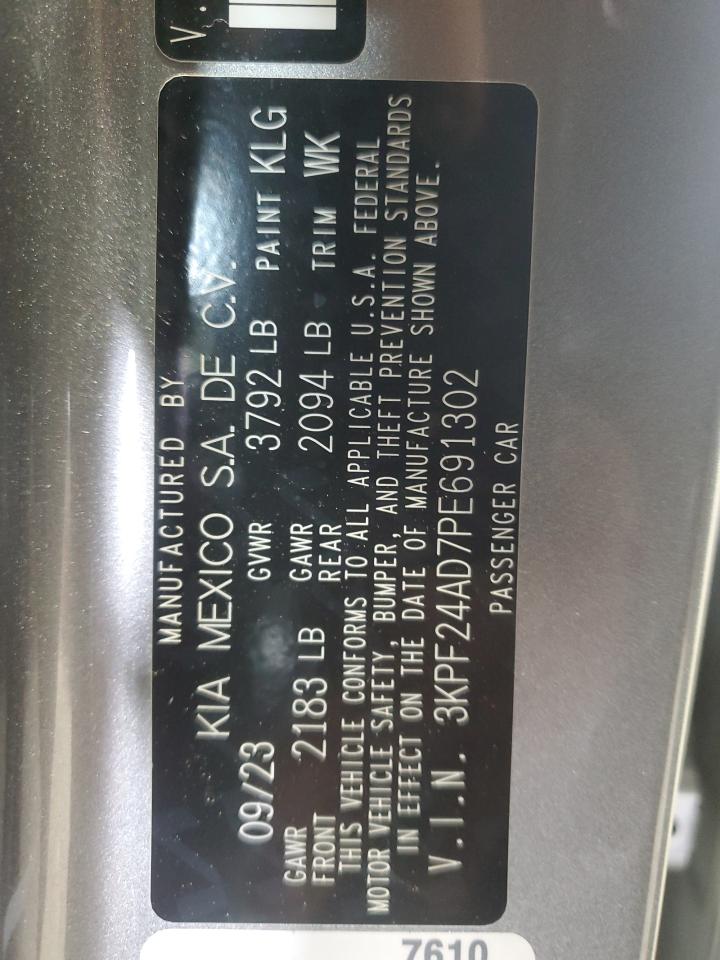 V.
MANUFACTURED BY
KIA MEXICO S.A. DE C.V.
09/23 GVWR 3792 LB PAINT KLG
GAWR FRONT 2183 LB GAWR REAR 2094 LB TRIM WK
THIS VEHICLE CONFORMS TO ALL APPLICABLE U.S.A. FEDERAL
MOTOR VEHICLE SAFETY, BUMPER, AND THEFT PREVENTION STANDARDS
IN EFFECT ON THE DATE OF MANUFACTURE SHOWN ABOVE.
V.I.N. 3KPF24AD7PE691302
PASSENGER CAR
7610